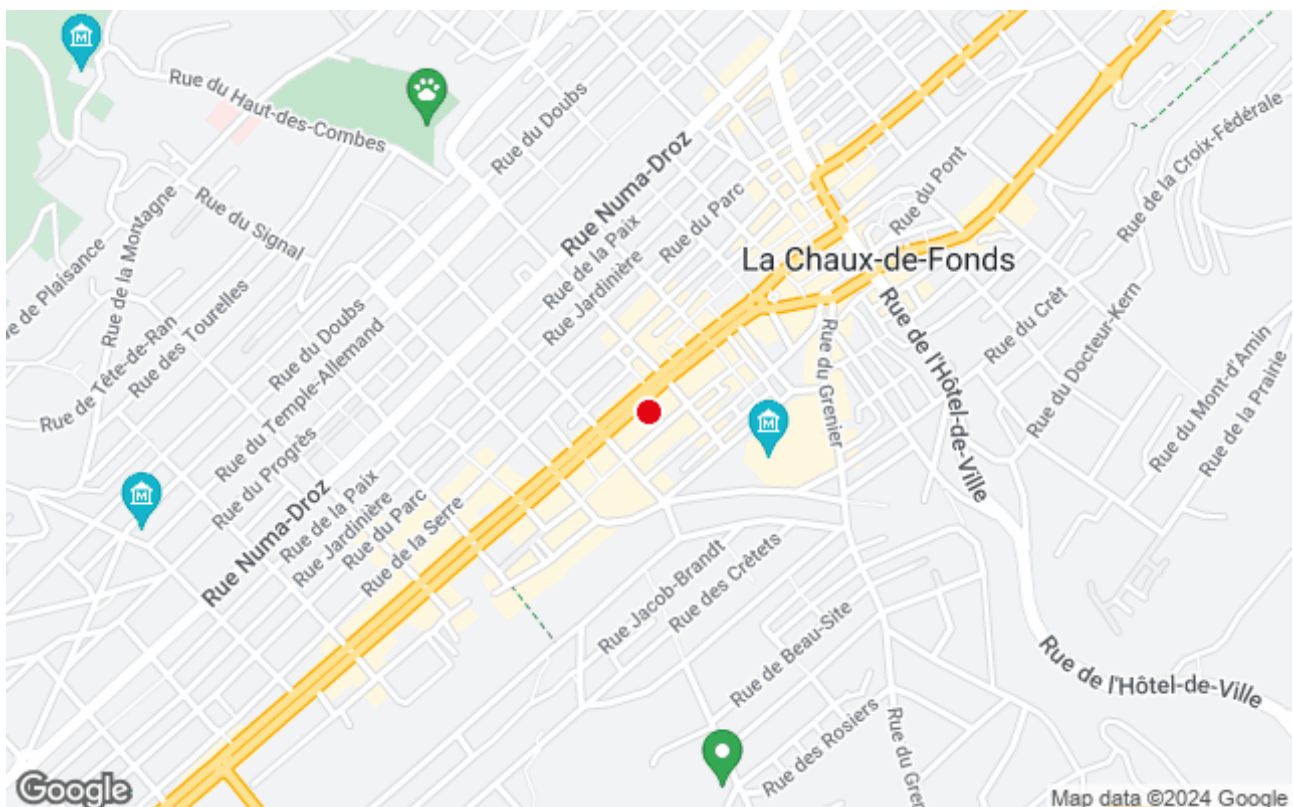 Rue du Haut-des-Combes
Rue du Doubs
Rue Numa-Droz
Rue de la Paix
Rue Jardinière
Rue du Parc
Rue du Pont
Rue de la Croix-Fédérale
La Chaux-de-Fonds
Rue du Signal
Rue de la Montagne
e de Plaisance
Rue de Tête-de-Ran
Rue des Tourelles
Rue du Doubs
Rue du Temple-Allemand
Rue du Progrès
Rue Numa-Droz
Rue de la Paix
Rue Jardinière
Rue du Parc
Rue de la Serre
Rue du Grenier
Rue de l'Hôtel-de-Ville
Rue du Crêt
Rue du Docteur-Kern
Rue du Mont-d'Amin
Rue de la Prairie
Rue Jacob-Brandt
Rue des Crêtets
Rue de Beau-Site
Rue des Rosiers
Rue du Gre
Rue de l'Hôtel-de-Ville
Google
Map data ©2024 Google